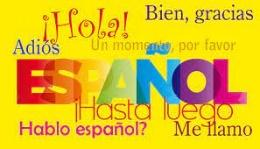 ¡Hola!
Bien, gracias
Adiós
Un momento, por favor
ESPAÑOL
¡Hasta luego
Hablo español?
Me llamo